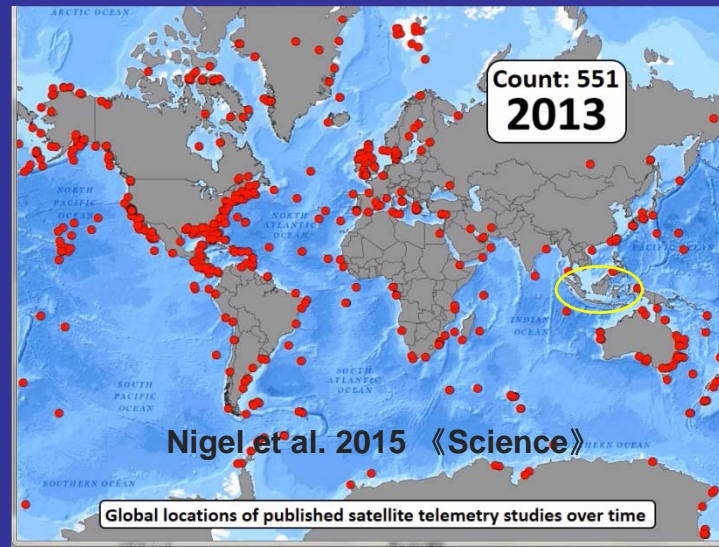 ARCTIC OCEAN
Count: 551
2013
NORTH
PACIFIC
OCEAN
NORTH
ATLANTIC
OCEAN
PACIFIC OCEAN
INDIAN
OCEAN
SOUTH
PACIFIC
OCEAN
SOUTH
ATLANTIC
OCEAN
Nigel et al. 2015 《Science》
SOUTHERN OCEAN
Global locations of published satellite telemetry studies over time